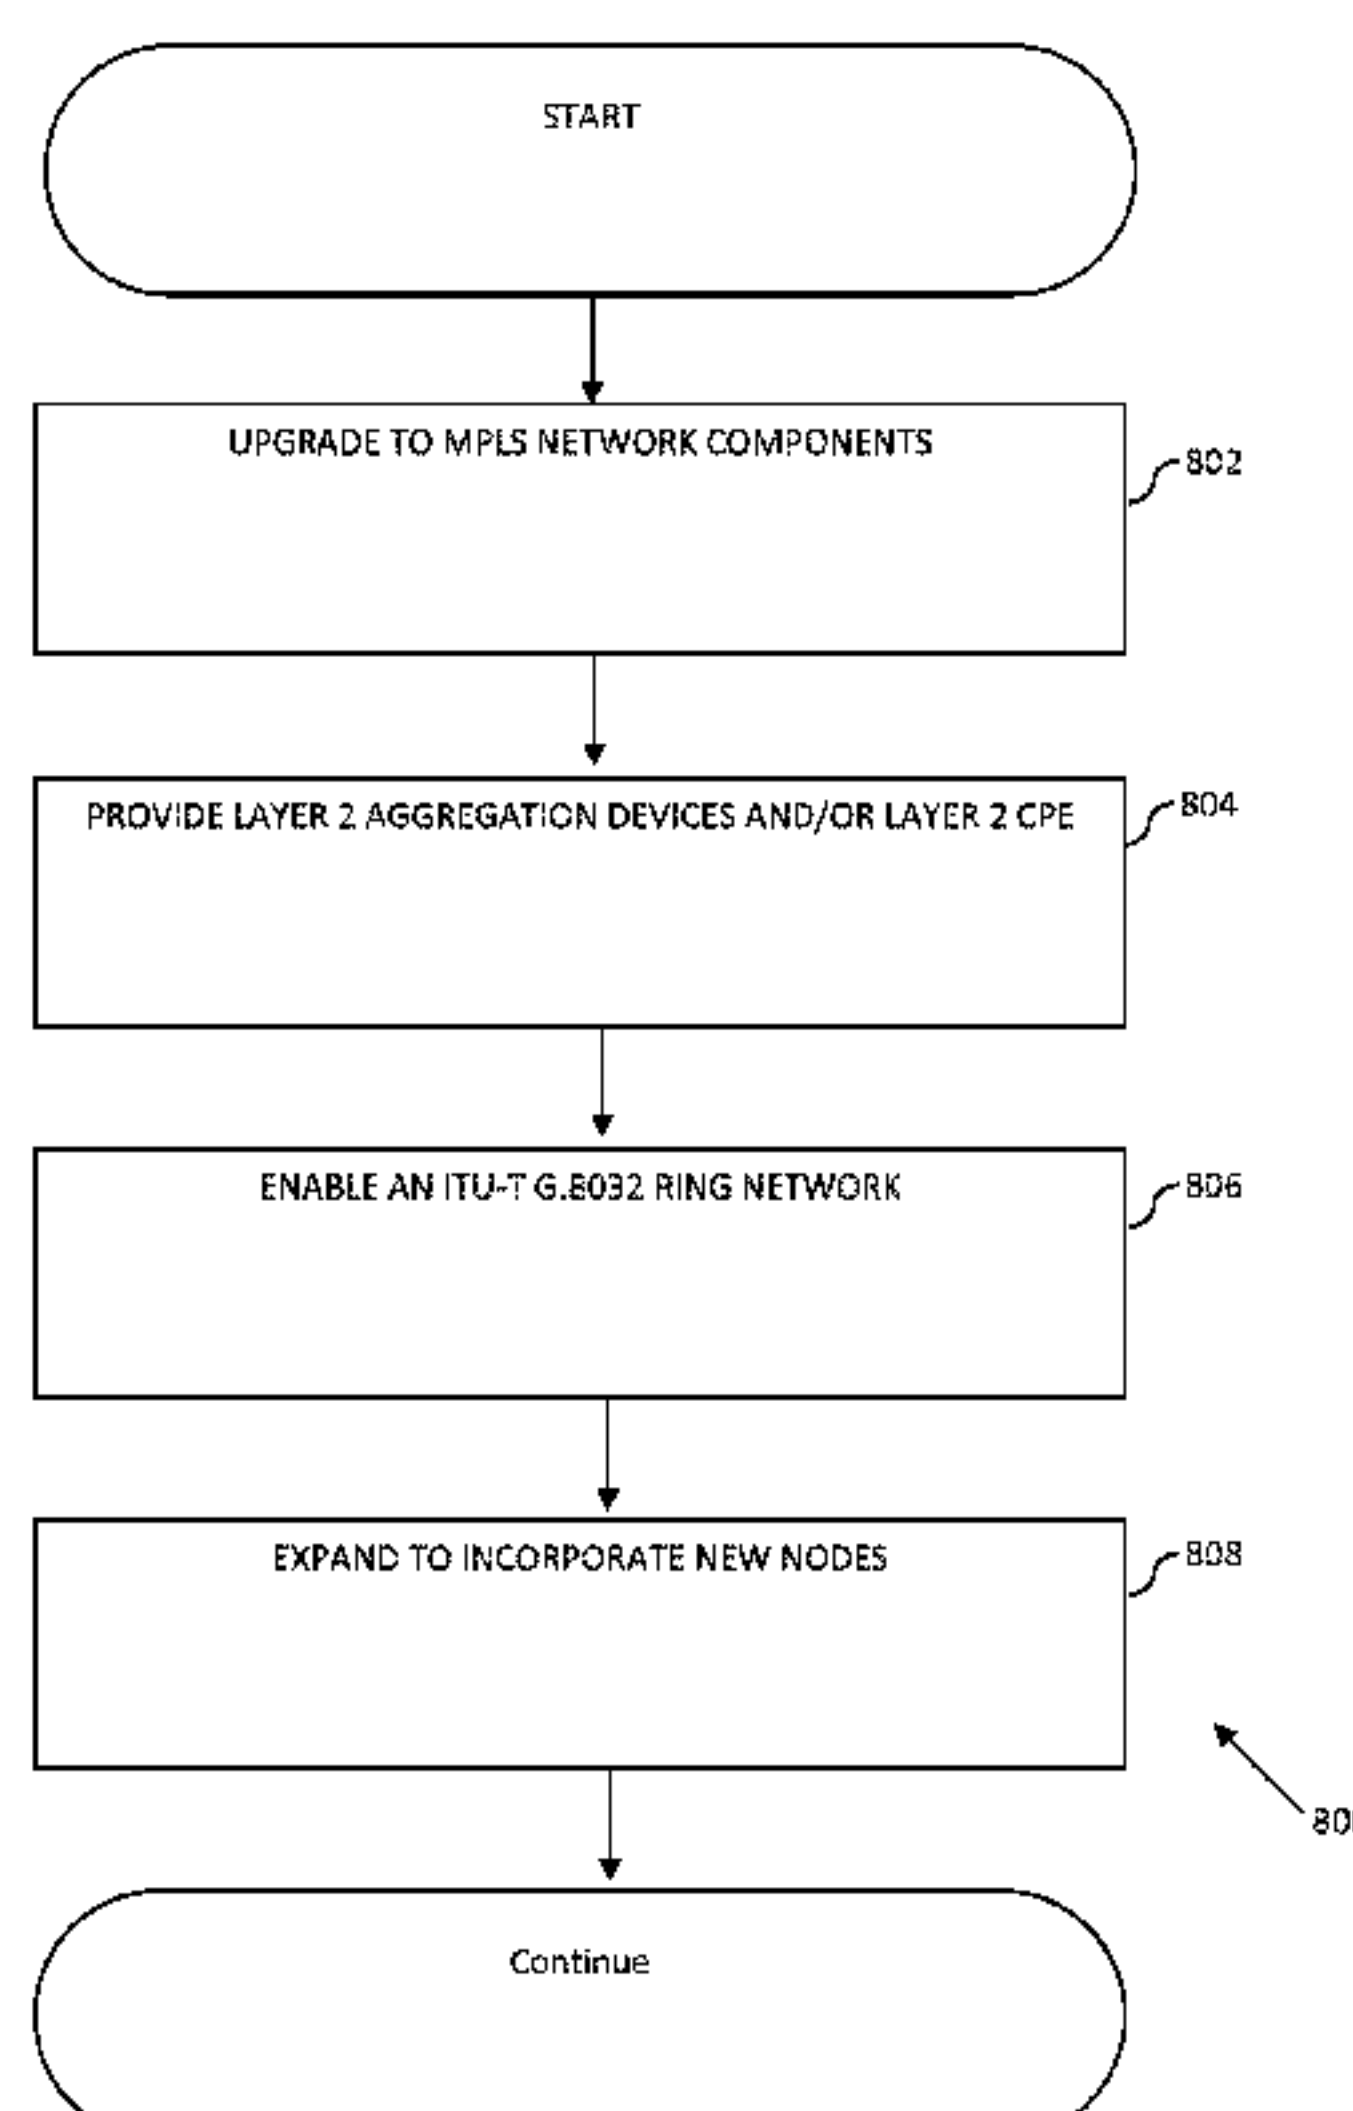 START
UPGRADE TO MPLS NETWORK COMPONENTS
802
PROVIDE LAYER 2 AGGREGATION DEVICES AND/OR LAYER 2 CPE
804
ENABLE AN ITU-T G.8032 RING NETWORK
806
EXPAND TO INCORPORATE NEW NODES
808
Continue